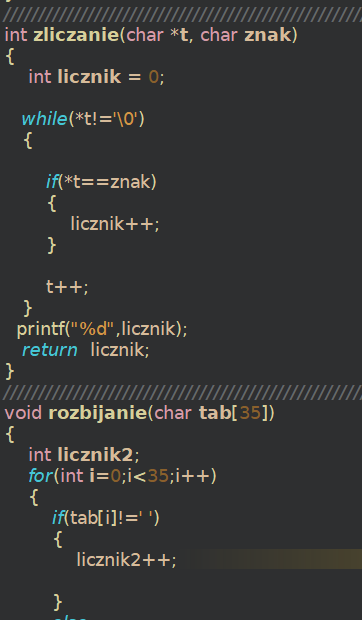 ////////////////////////////////////////////////////////////
int zliczanie(char *t, char znak)
{
int licznik = 0;
while(*t!='\0')
{
if(*t==znak)
{
licznik++;
}
t++;
}
printf("%d",licznik);
return licznik;
}
////////////////////////////////////////////////////////////
void rozbijanie(char tab[35])
{
int licznik2;
for(int i=0;i<35;i++)
{
if(tab[i]!=' ')
{
licznik2++;
}
else